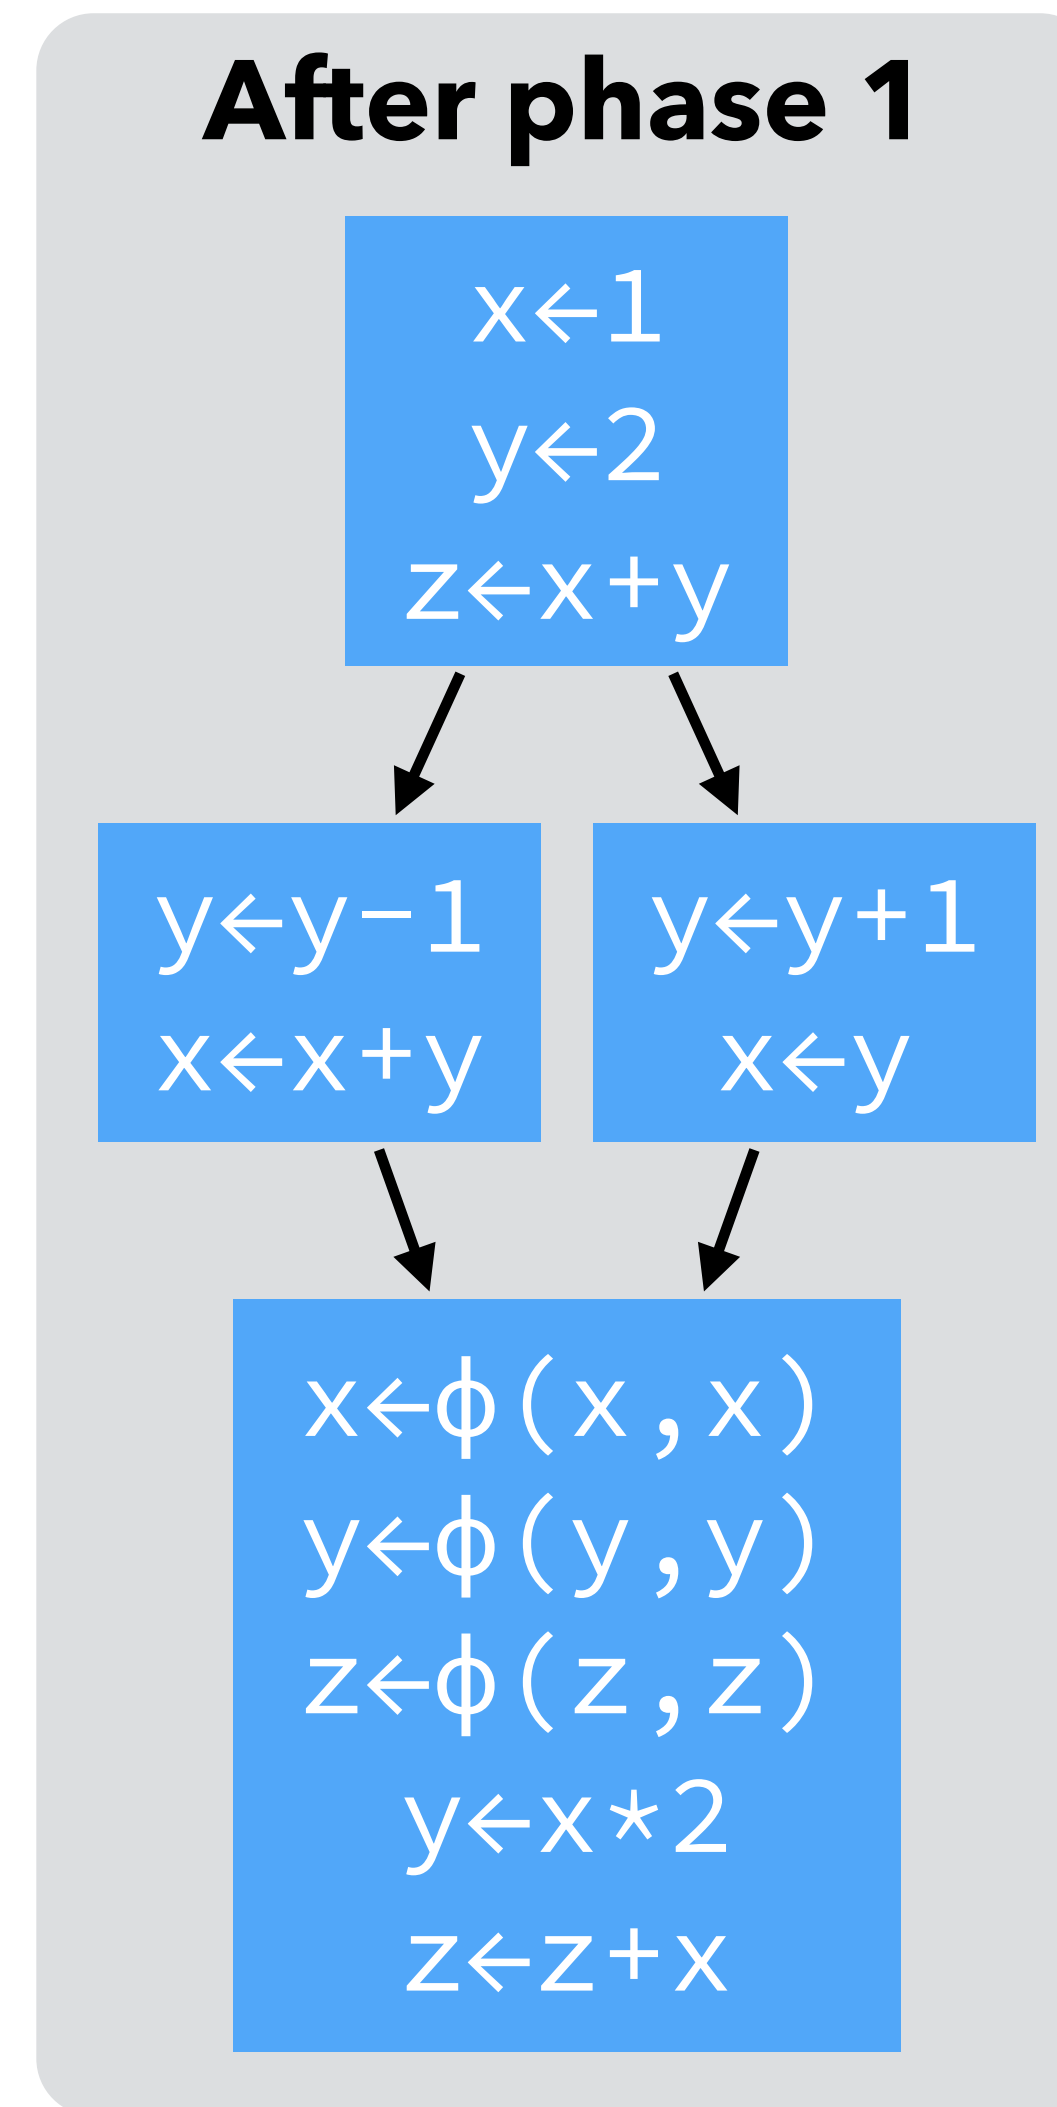 After phase 1
x←1
y←2
z←x+y
y←y-1
x←x+y
y←y+1
x←y
x←ϕ(x,x)
y←ϕ(y,y)
z←ϕ(z,z)
y←x*2
z←z+x